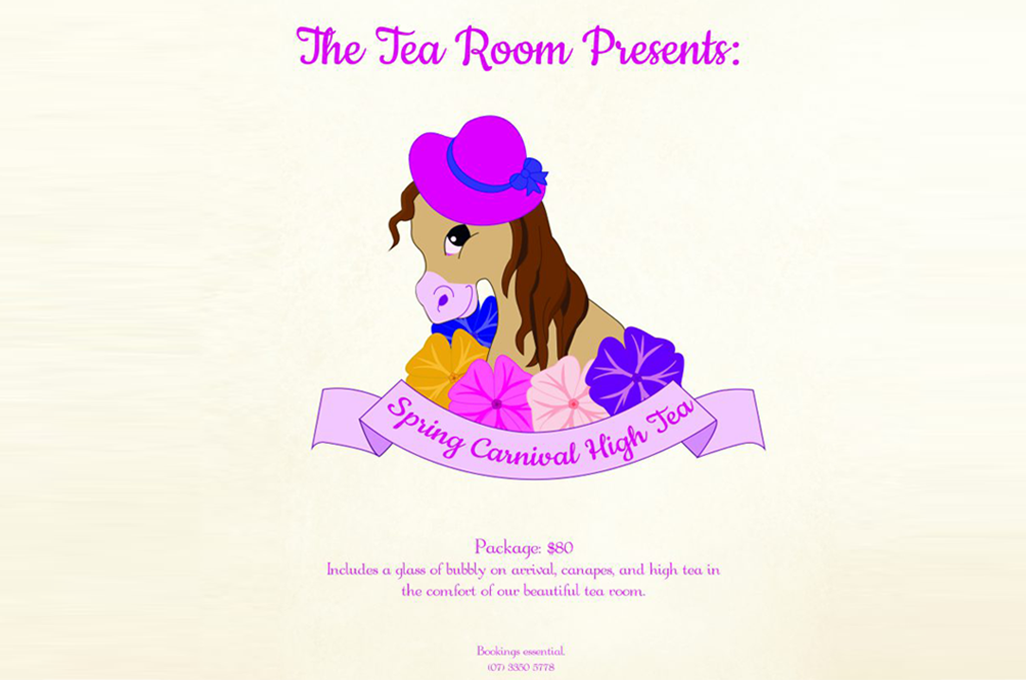 The Tea Room Presents:
Spring Carnival High Tea
Package: $80
Includes a glass of bubbly on arrival, canapes, and high tea in
the comfort of our beautiful tea room.
Bookings essential.
(07) 3350 5778